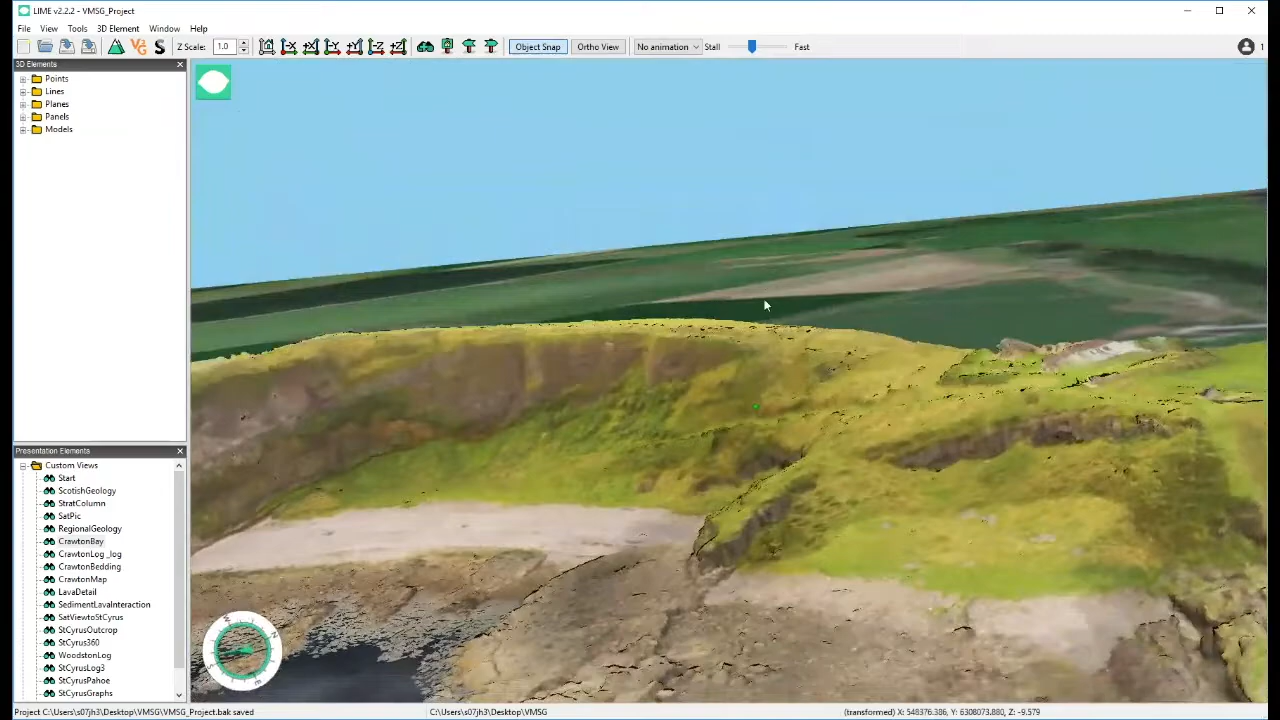 LIME v2.2.2 - VMSG_Project
File View Tools 3D Element Window Help
Z Scale: 1.0 -X +X -Y +Y -Z +Z Object Snap Ortho View No animation Stall Fast 1
3D Elements
Points
Lines
Planes
Panels
Models
Presentation Elements
Custom Views
Start
ScotishGeology
StratColumn
SatPic
RegionalGeology
CrawtonBay
CrawtonLog_log
CrawtonBedding
CrawtonMap
LavaDetail
SedimentLavaInteraction
SatViewtoStCyrus
StCyrusOutcrop
StCyrus360
WoodstonLog
StCyrusLog3
StCyrusPahoe
StCyrusGraphs
Project C:\Users\s07jh3\Desktop\VMSG\VMSG_Project.bak saved C:\Users\s07jh3\Desktop\VMSG (transformed) X: 548376.386, Y: 6308073.880, Z: -9.579